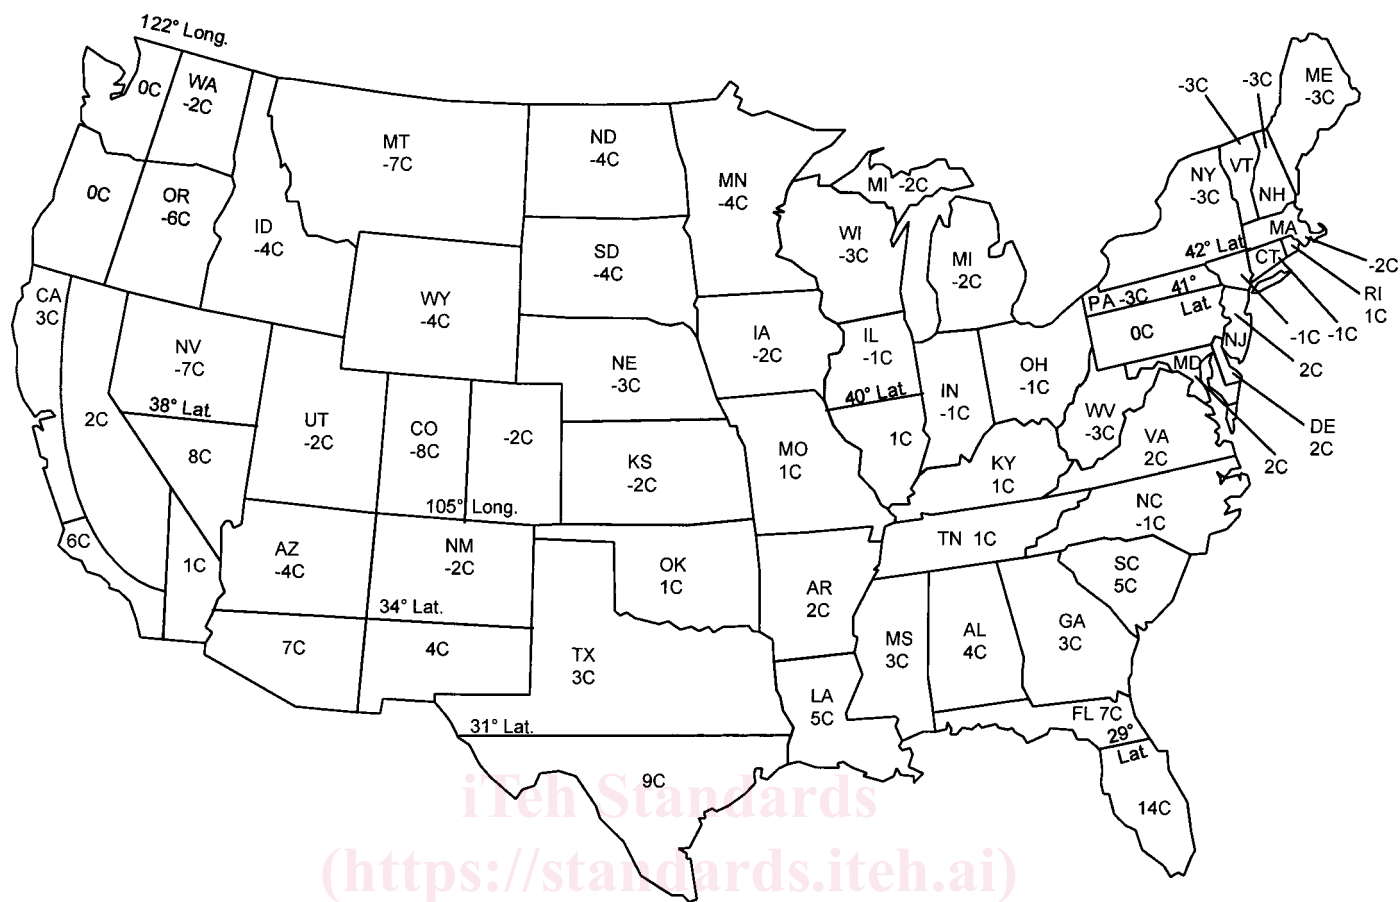 122° Long.
0C
WA
-2C
MT
-7C
ND
-4C
MN
-4C
MI -2C
-3C
-3C
ME
-3C
NY
-3C
VT
NH
0C
OR
-6C
ID
-4C
WY
-4C
SD
-4C
WI
-3C
MI
-2C
42° Lat
MA
CT
-2C
RI
1C
-1C
-1C
PA -3C 41°
Lat.
0C
NJ
2C
CA
3C
NV
-7C
38° Lat.
8C
2C
UT
-2C
CO
-8C
-2C
105° Long.
NE
-3C
IA
-2C
IL
-1C
40° Lat.
1C
IN
-1C
OH
-1C
MD
WV
-3C
DE
2C
2C
VA
2C
KS
-2C
MO
1C
KY
1C
NC
-1C
TN 1C
6C
1C
AZ
-4C
NM
-2C
34° Lat.
7C
4C
OK
1C
AR
2C
SC
5C
TX
3C
31° Lat.
9C
LA
5C
MS
3C
AL
4C
GA
3C
FL 7C
29°
Lat
14C
iTeh Standards
(https://standards.iteh.ai)